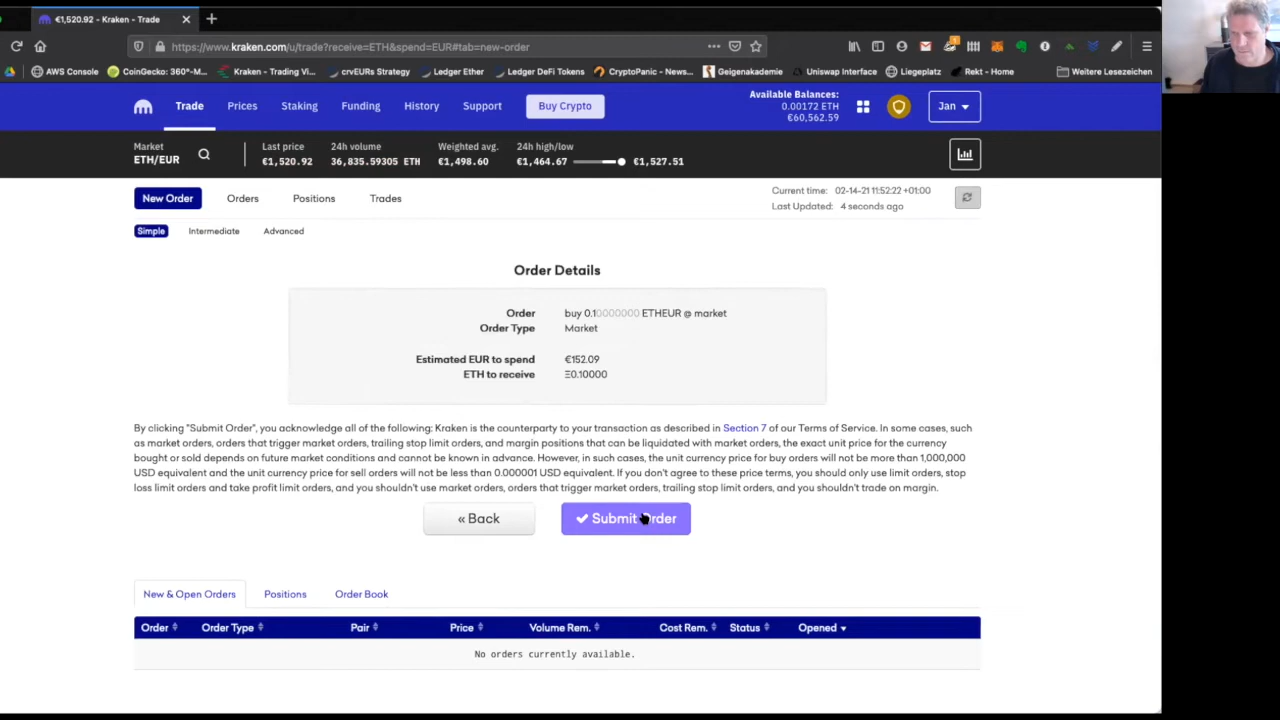 €1,520.92 - Kraken - Trade
https://www.kraken.com/u/trade?receive=ETH&spend=EUR#tab=new-order
AWS Console CoinGecko: 360°-M... Kraken - Trading Vi... crvEURs Strategy Ledger Ether Ledger DeFi Tokens CryptoPanic - News... Geigenakademie Uniswap Interface Liegeplatz Rekt - Home Weitere Lesezeichen
Trade Prices Staking Funding History Support Buy Crypto
Available Balances:
0.00172 ETH
€60,562.59
Jan
Market Last price 24h volume Weighted avg. 24h high/low
ETH/EUR €1,520.92 36,835.59305 ETH €1,498.60 €1,464.67 €1,527.51
New Order Orders Positions Trades
Current time: 02-14-21 11:52:22 +01:00
Last Updated: 4 seconds ago
Simple Intermediate Advanced
Order Details
Order buy 0.10000000 ETHEUR @ market
Order Type Market
Estimated EUR to spend €152.09
ETH to receive Ξ0.10000
By clicking "Submit Order", you acknowledge all of the following: Kraken is the counterparty to your transaction as described in Section 7 of our Terms of Service. In some cases, such
as market orders, orders that trigger market orders, trailing stop limit orders, and margin positions that can be liquidated with market orders, the exact unit price for the currency
bought or sold depends on future market conditions and cannot be known in advance. However, in such cases, the unit currency price for buy orders will not be more than 1,000,000
USD equivalent and the unit currency price for sell orders will not be less than 0.000001 USD equivalent. If you don't agree to these price terms, you should only use limit orders, stop
loss limit orders and take profit limit orders, and you shouldn't use market orders, orders that trigger market orders, trailing stop limit orders, and you shouldn't trade on margin.
« Back Submit Order
New & Open Orders Positions Order Book
Order Order Type Pair Price Volume Rem. Cost Rem. Status Opened
No orders currently available.